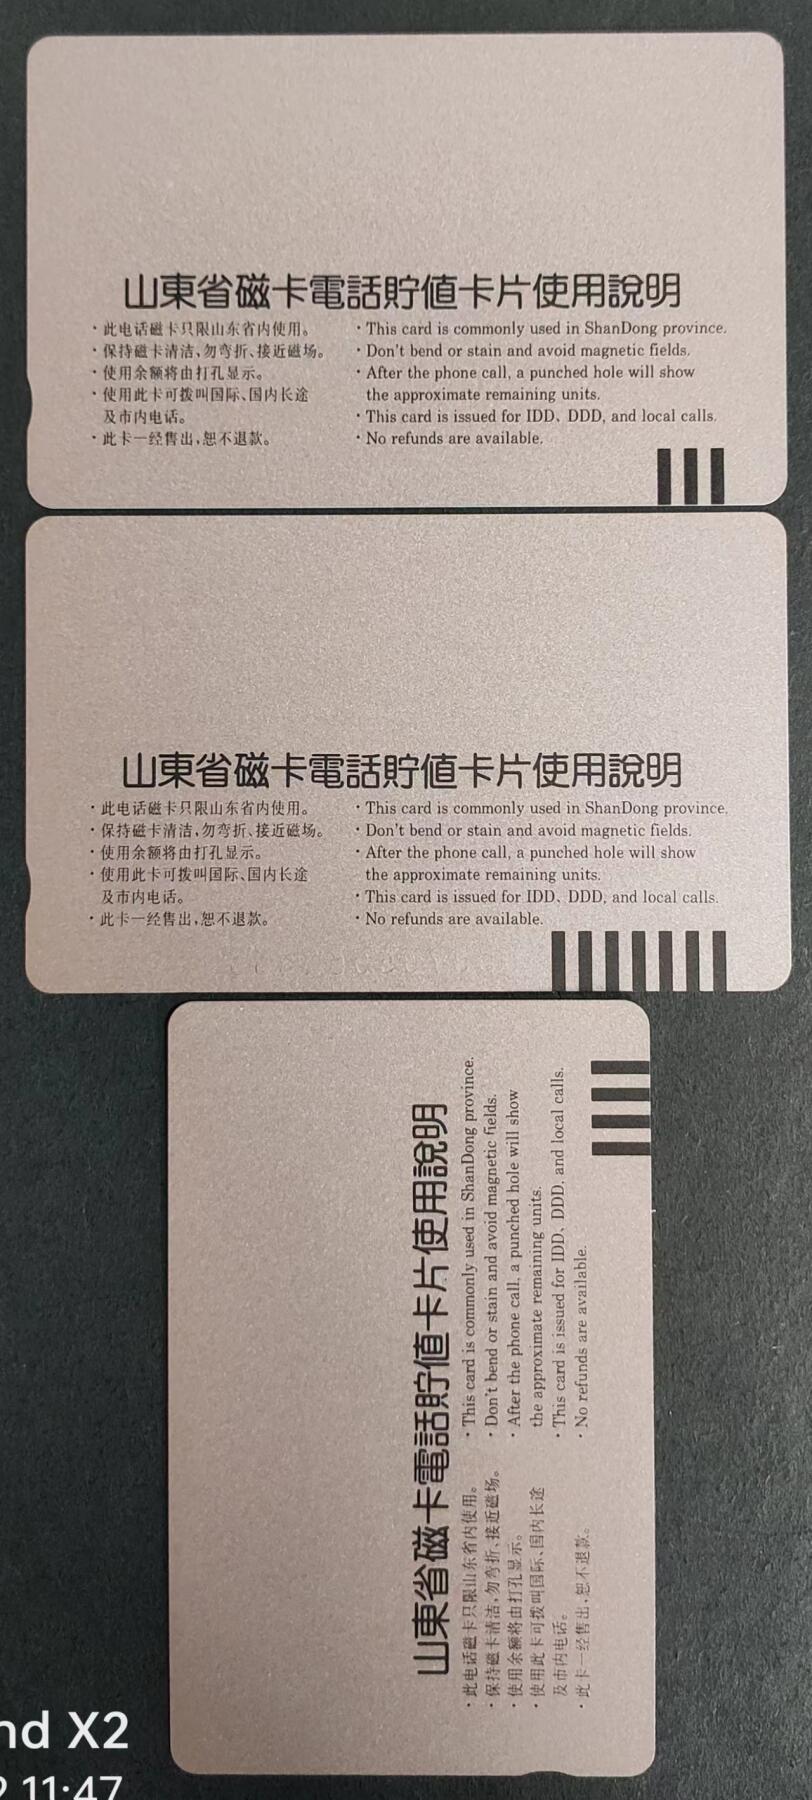 山東省磁卡電話貯値卡片使用說明
·此电话磁卡只限山东省内使用。
·保持磁卡清洁,勿弯折、接近磁场。
·使用余额将由打孔显示。
·使用此卡可拨叫国际、国内长途
及市内电话。
·此卡一经售出,恕不退款。
·This card is commonly used in ShanDong province.
·Don't bend or stain and avoid magnetic fields.
·After the phone call, a punched hole will show
the approximate remaining units.
·This card is issued for IDD、DDD, and local calls.
·No refunds are available.
山東省磁卡電話貯値卡片使用說明
·此电话磁卡只限山东省内使用。
·保持磁卡清洁,勿弯折、接近磁场。
·使用余额将由打孔显示。
·使用此卡可拨叫国际、国内长途
及市内电话。
·此卡一经售出,恕不退款。
·This card is commonly used in ShanDong province.
·Don't bend or stain and avoid magnetic fields.
·After the phone call, a punched hole will show
the approximate remaining units.
·This card is issued for IDD、DDD, and local calls.
·No refunds are available.
山東省磁卡電話貯値卡片使用說明
·此电话磁卡只限山东省内使用。
·保持磁卡清洁,勿弯折、接近磁场。
·使用余额将由打孔显示。
·使用此卡可拨叫国际、国内长途
及市内电话。
·此卡一经售出,恕不退款。
·This card is commonly used in ShanDong province.
·Don't bend or stain and avoid magnetic fields.
·After the phone call, a punched hole will show
the approximate remaining units.
·This card is issued for IDD、DDD, and local calls.
·No refunds are available.
X2
11:47